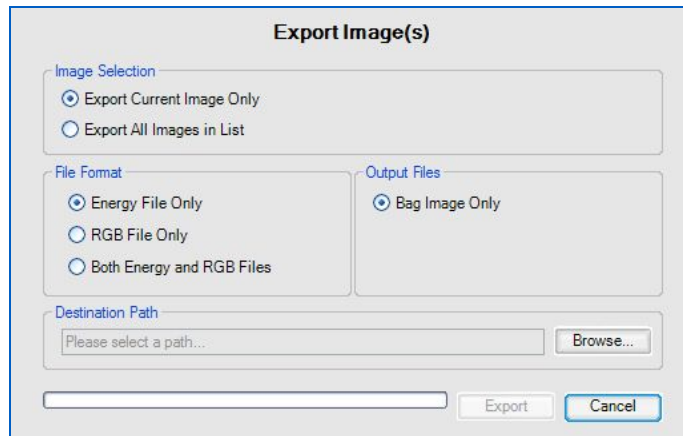 Export Image(s)
Image Selection
Export Current Image Only
Export All Images in List
File Format
Energy File Only
RGB File Only
Both Energy and RGB Files
Output Files
Bag Image Only
Destination Path
Please select a path...
Browse...
Export
Cancel